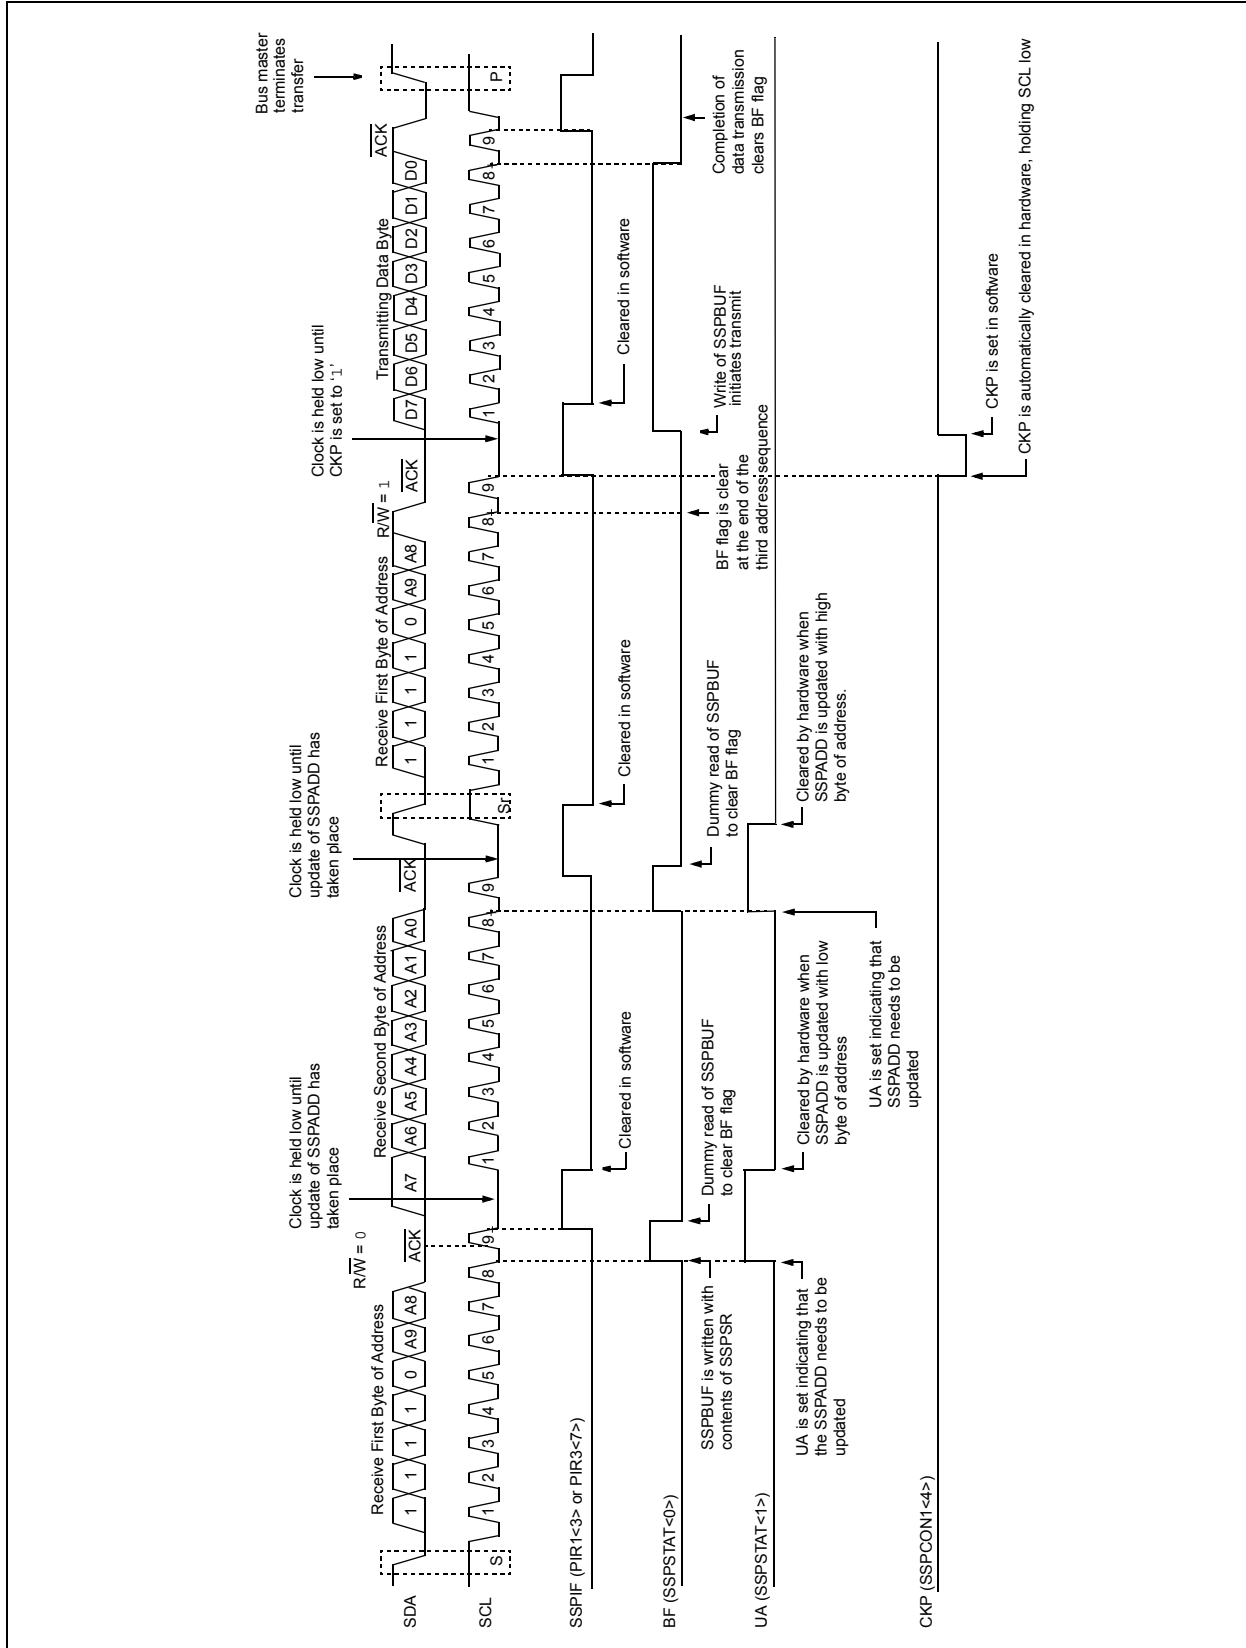 Bus master
terminates
transfer
Clock is held low until
CKP is set to ‘1’
Clock is held low until
update of SSPADD has
taken place
Clock is held low until
update of SSPADD has
taken place
R/W = 0
R/W = 1
Receive First Byte of Address
ACK
Receive Second Byte of Address
ACK
Receive First Byte of Address
ACK
Transmitting Data Byte
ACK
SDA
1 1 1 1 0 A9 A8
A7 A6 A5 A4 A3 A2 A1 A0
1 1 1 1 0 A9 A8
D7 D6 D5 D4 D3 D2 D1 D0
SCL
S
1 2 3 4 5 6 7 8 9
1 2 3 4 5 6 7 8 9
Sr
1 2 3 4 5 6 7 8 9
1 2 3 4 5 6 7 8 9
P
SSPIF (PIR1<3> or PIR3<7>)
Cleared in software
Cleared in software
Cleared in software
BF (SSPSTAT<0>)
SSPBUF is written with
contents of SSPSR
Dummy read of SSPBUF
to clear BF flag
Dummy read of SSPBUF
to clear BF flag
BF flag is clear
at the end of the
third address sequence
Write of SSPBUF
initiates transmit
Completion of
data transmission
clears BF flag
UA (SSPSTAT<1>)
UA is set indicating that
the SSPADD needs to be
updated
Cleared by hardware when
SSPADD is updated with low
byte of address
UA is set indicating that
SSPADD needs to be
updated
Cleared by hardware when
SSPADD is updated with high
byte of address.
CKP (SSPCON1<4>)
CKP is set in software
CKP is automatically cleared in hardware, holding SCL low